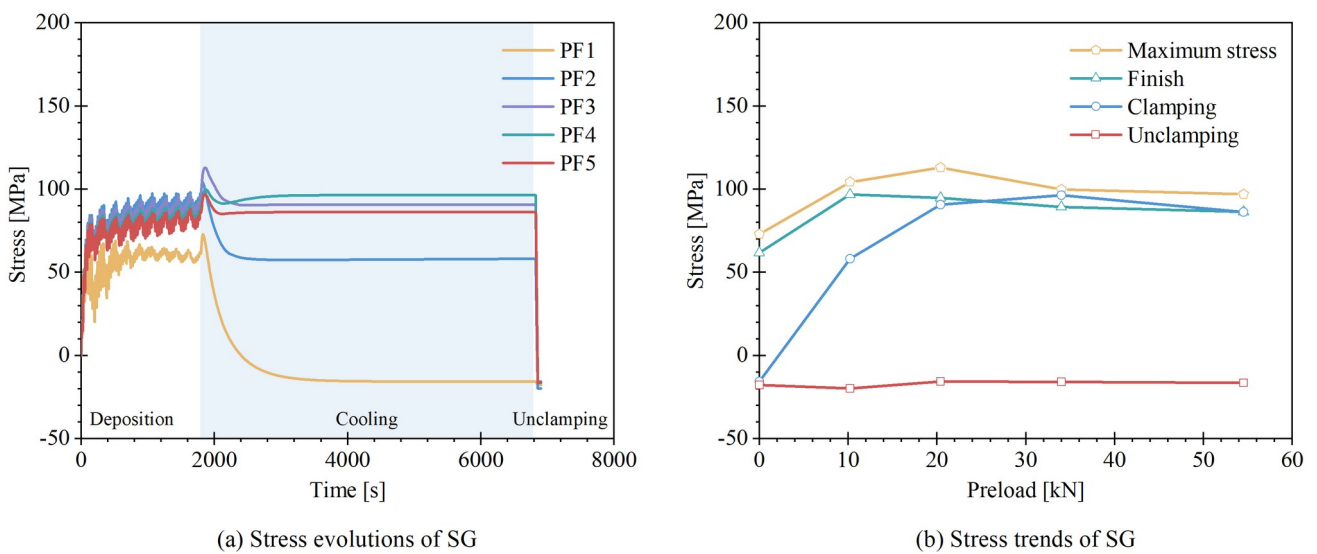 200
150
100
50
0
-50
Stress [MPa]
PF1
PF2
PF3
PF4
PF5
Deposition
Cooling
Unclamping
0
2000
4000
6000
8000
Time [s]
(a) Stress evolutions of SG
200
150
100
50
0
-50
Stress [MPa]
Maximum stress
Finish
Clamping
Unclamping
0
10
20
30
40
50
60
Preload [kN]
(b) Stress trends of SG